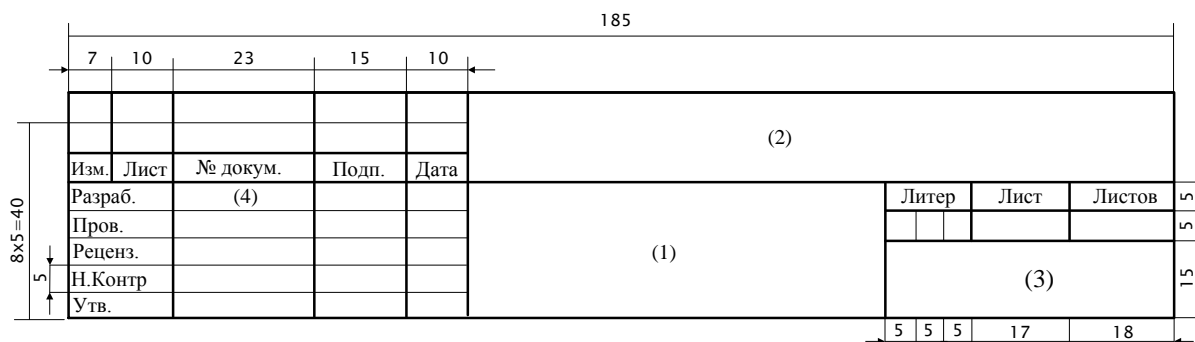 185
7 10 23 15 10
(2)
Изм. Лист № докум. Подп. Дата
Разраб. (4) Литер Лист Листов 5
Пров. 5
Реценз. (1)
Н.Контр (3) 15
Утв.
8x5=40
5
5 5 5 17 18